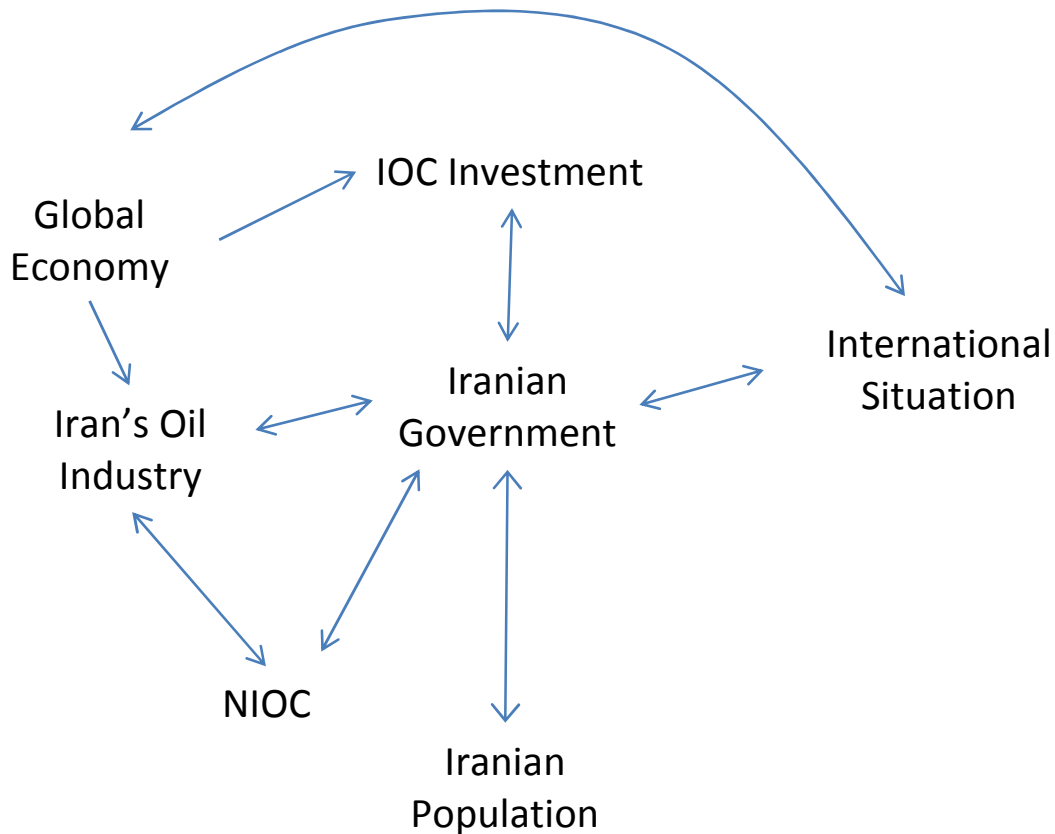 IOC Investment
Global
Economy
International
Situation
Iranian
Government
Iran’s Oil
Industry
NIOC
Iranian
Population